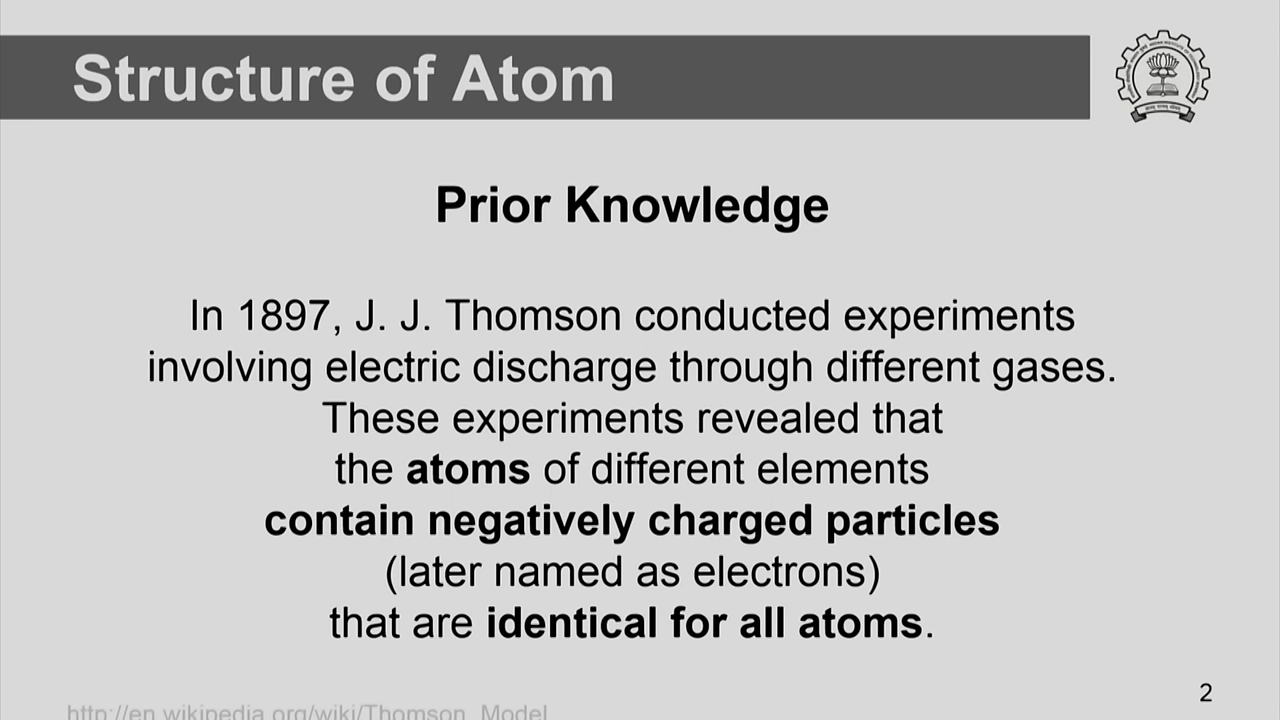 Structure of Atom
Prior Knowledge
In 1897, J. J. Thomson conducted experiments
involving electric discharge through different gases.
These experiments revealed that
the atoms of different elements
contain negatively charged particles
(later named as electrons)
that are identical for all atoms.
2
http://en.wikipedia.org/wiki/Thomson_Model